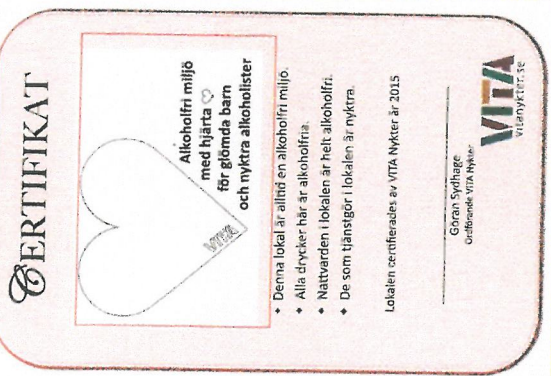 CERTIFIKAT
Alkoholfri miljö
med hjärta ♡
för glömda barn
och nyktra alkoholister
VITA
• Denna lokal är alltid en alkoholfri miljö.
• Alla drycker här är alkoholfria.
• Nattvarden i lokalen är helt alkoholfri.
• De som tjänstgör i lokalen är nyktra.
Lokalen certifierades av VITA Nykter år 2015
Göran Sydhage
Ordförande VITA Nykter
VITA
vitanykter.se